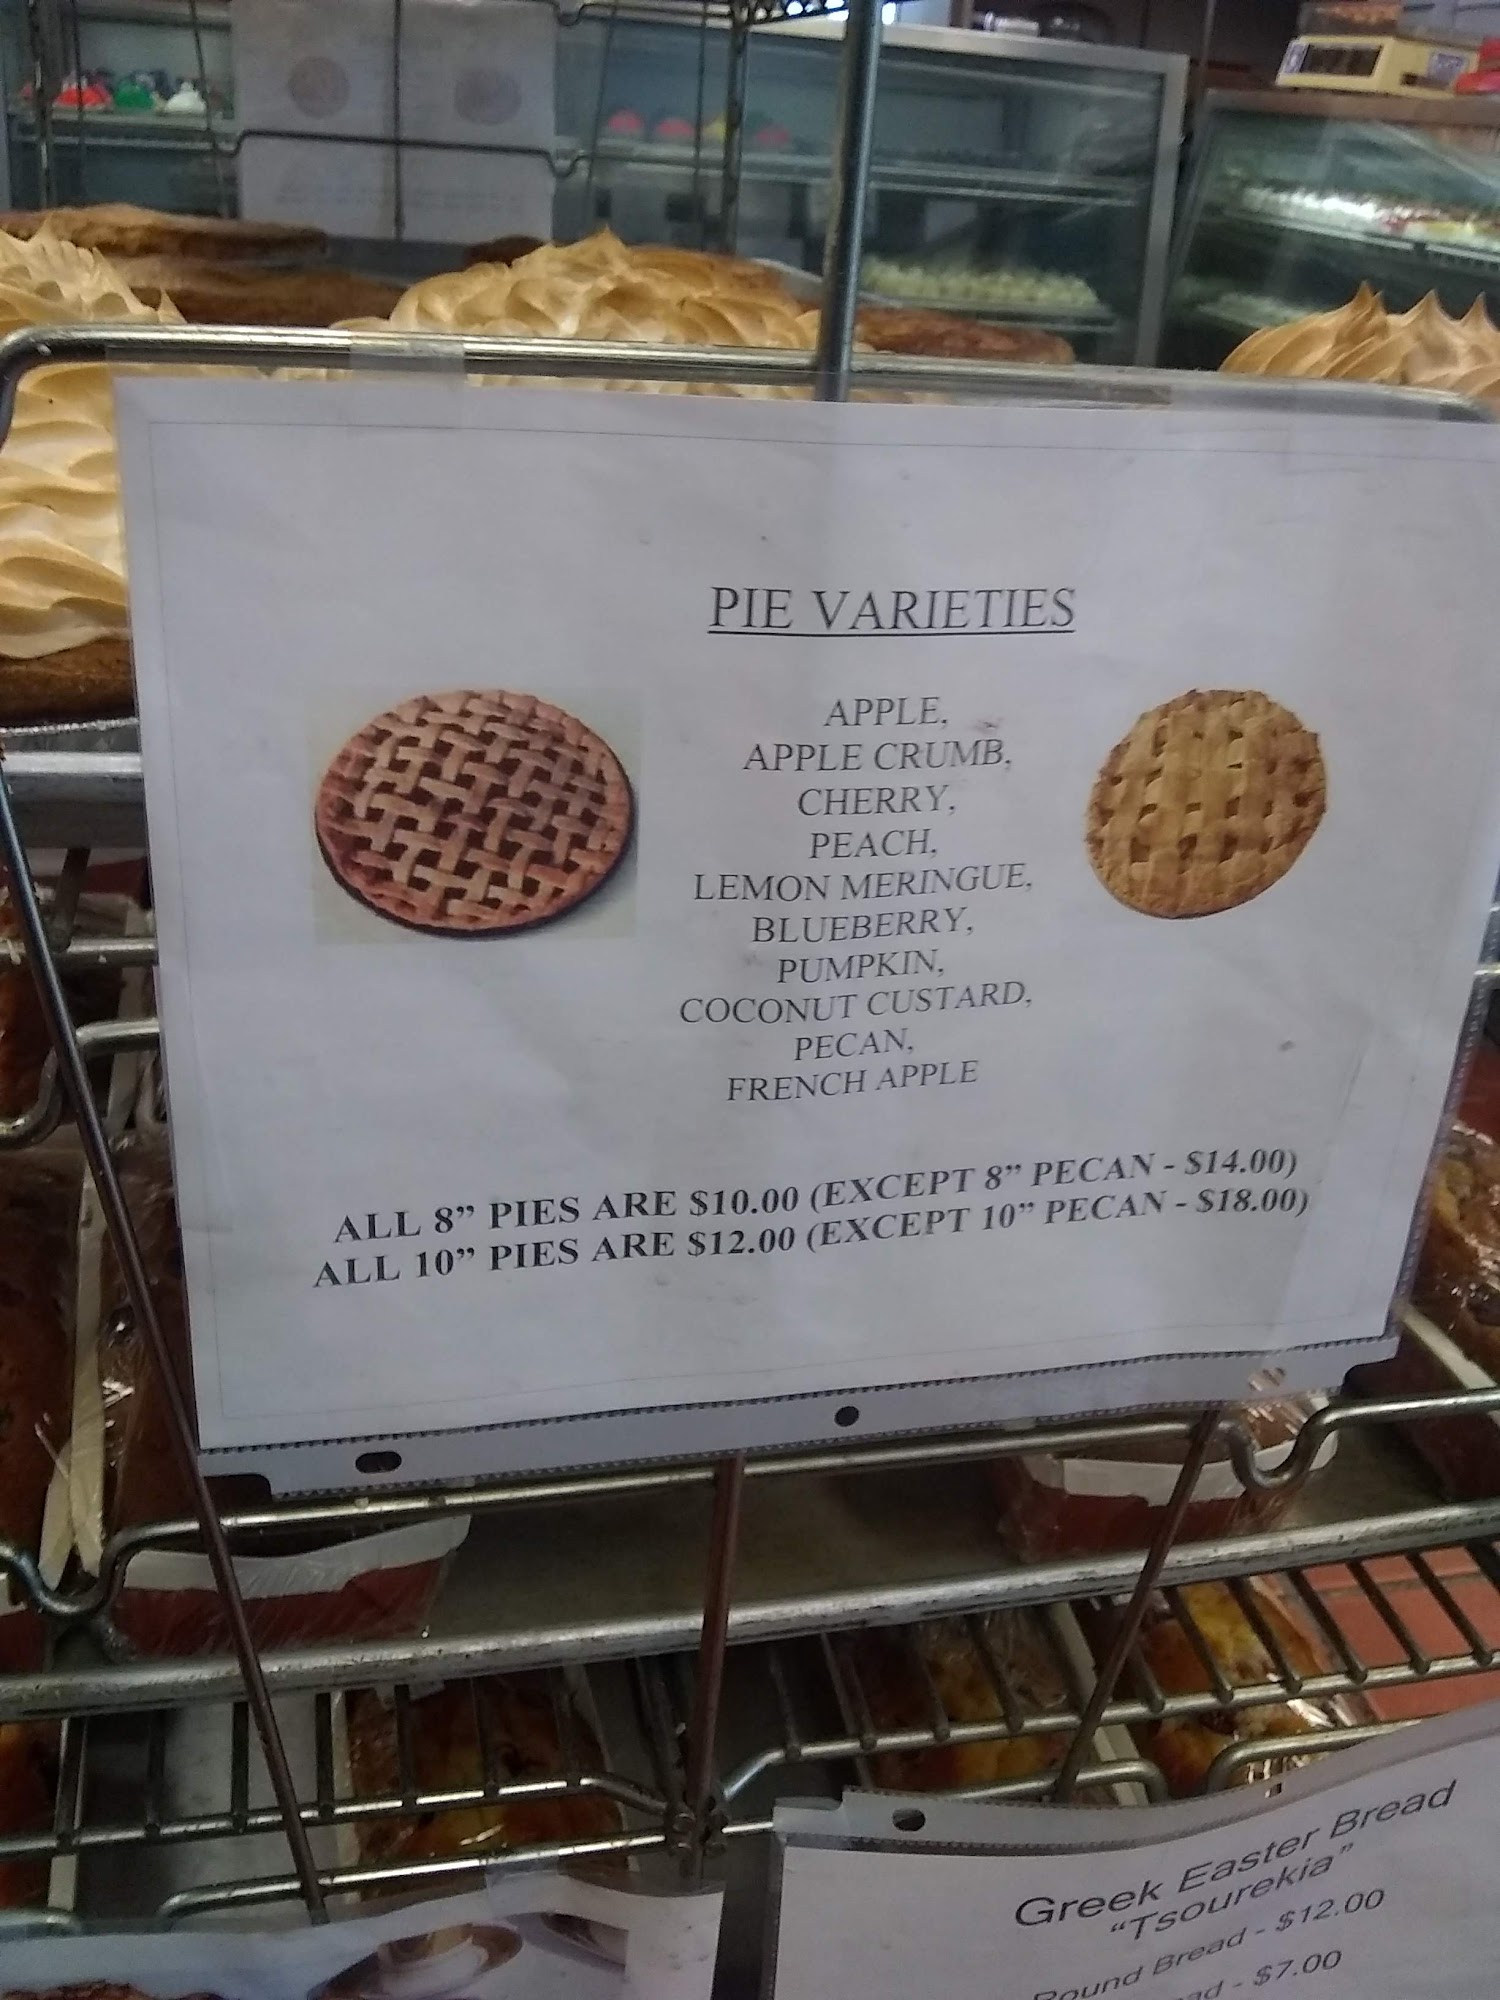 PIE VARIETIES
APPLE,
APPLE CRUMB,
CHERRY,
PEACH,
LEMON MERINGUE,
BLUEBERRY,
PUMPKIN,
COCONUT CUSTARD,
PECAN,
FRENCH APPLE
ALL 8” PIES ARE $10.00 (EXCEPT 8” PECAN - $14.00)
ALL 10” PIES ARE $12.00 (EXCEPT 10” PECAN - $18.00)
Greek Easter Bread
“Tsourekia”
Round Bread - $12.00
- $7.00